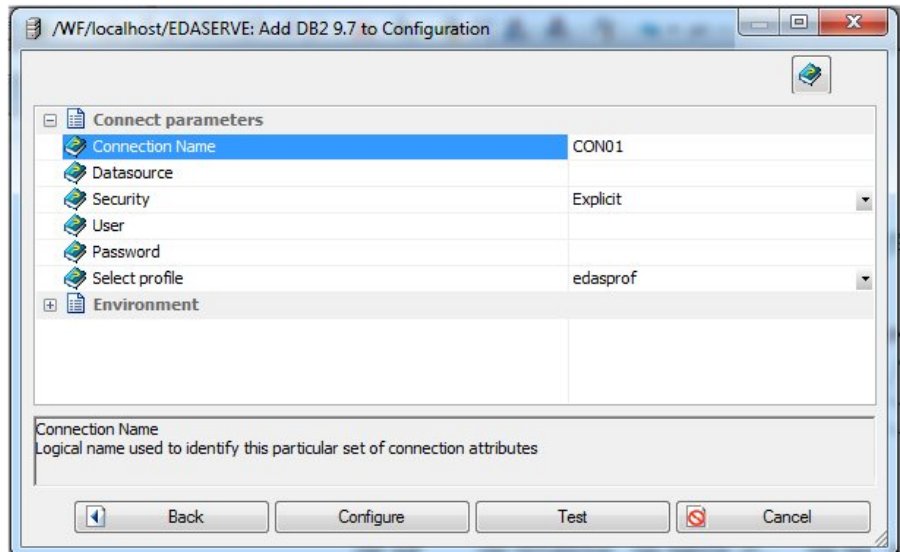 /WF/localhost/EDASERVE: Add DB2 9.7 to Configuration
Connect parameters
Connection Name CON01
Datasource
Security Explicit
User
Password
Select profile edasprof
Environment
Connection Name
Logical name used to identify this particular set of connection attributes
Back Configure Test Cancel